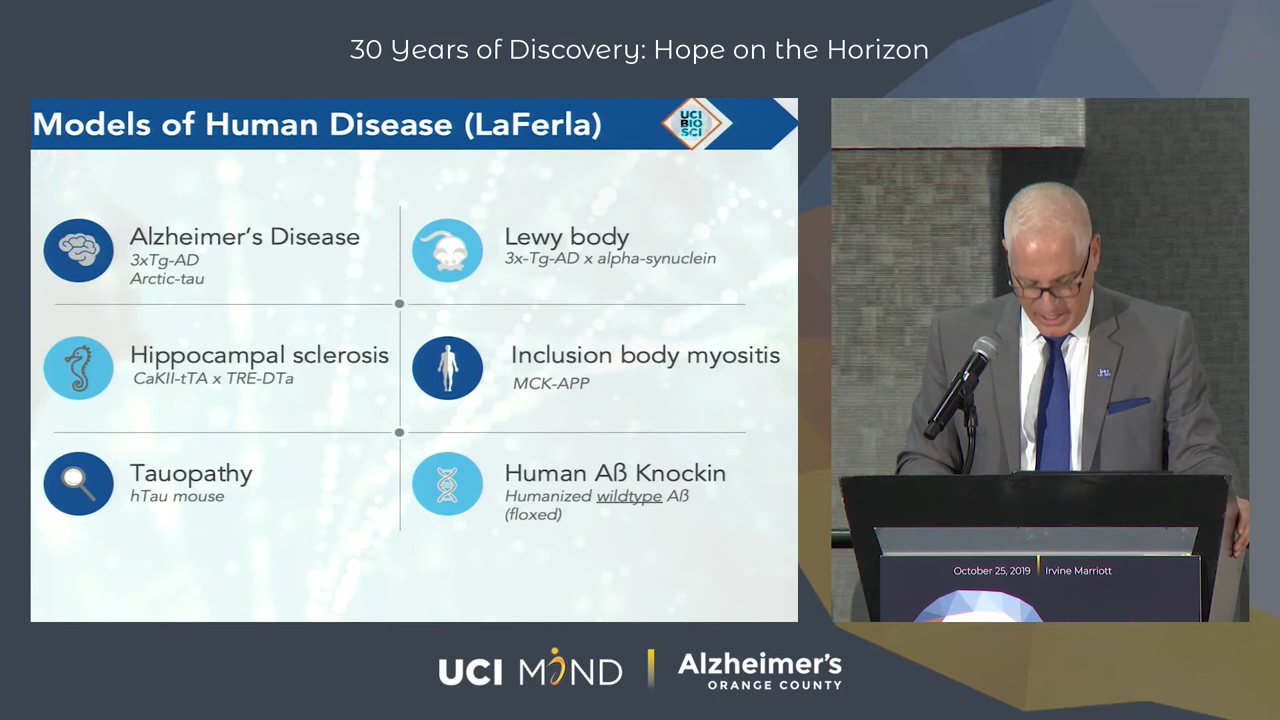 30 Years of Discovery: Hope on the Horizon
Models of Human Disease (LaFerla)
UCI
BIO
SCI
Alzheimer's Disease
3xTg-AD
Arctic-tau
Lewy body
3x-Tg-AD x alpha-synuclein
Hippocampal sclerosis
CaKII-tTA x TRE-DTa
Inclusion body myositis
MCK-APP
Tauopathy
hTau mouse
Human Aß Knockin
Humanized wildtype Aß
(floxed)
October 25, 2019 | Irvine Marriott
UCI MIND | Alzheimer's
ORANGE COUNTY